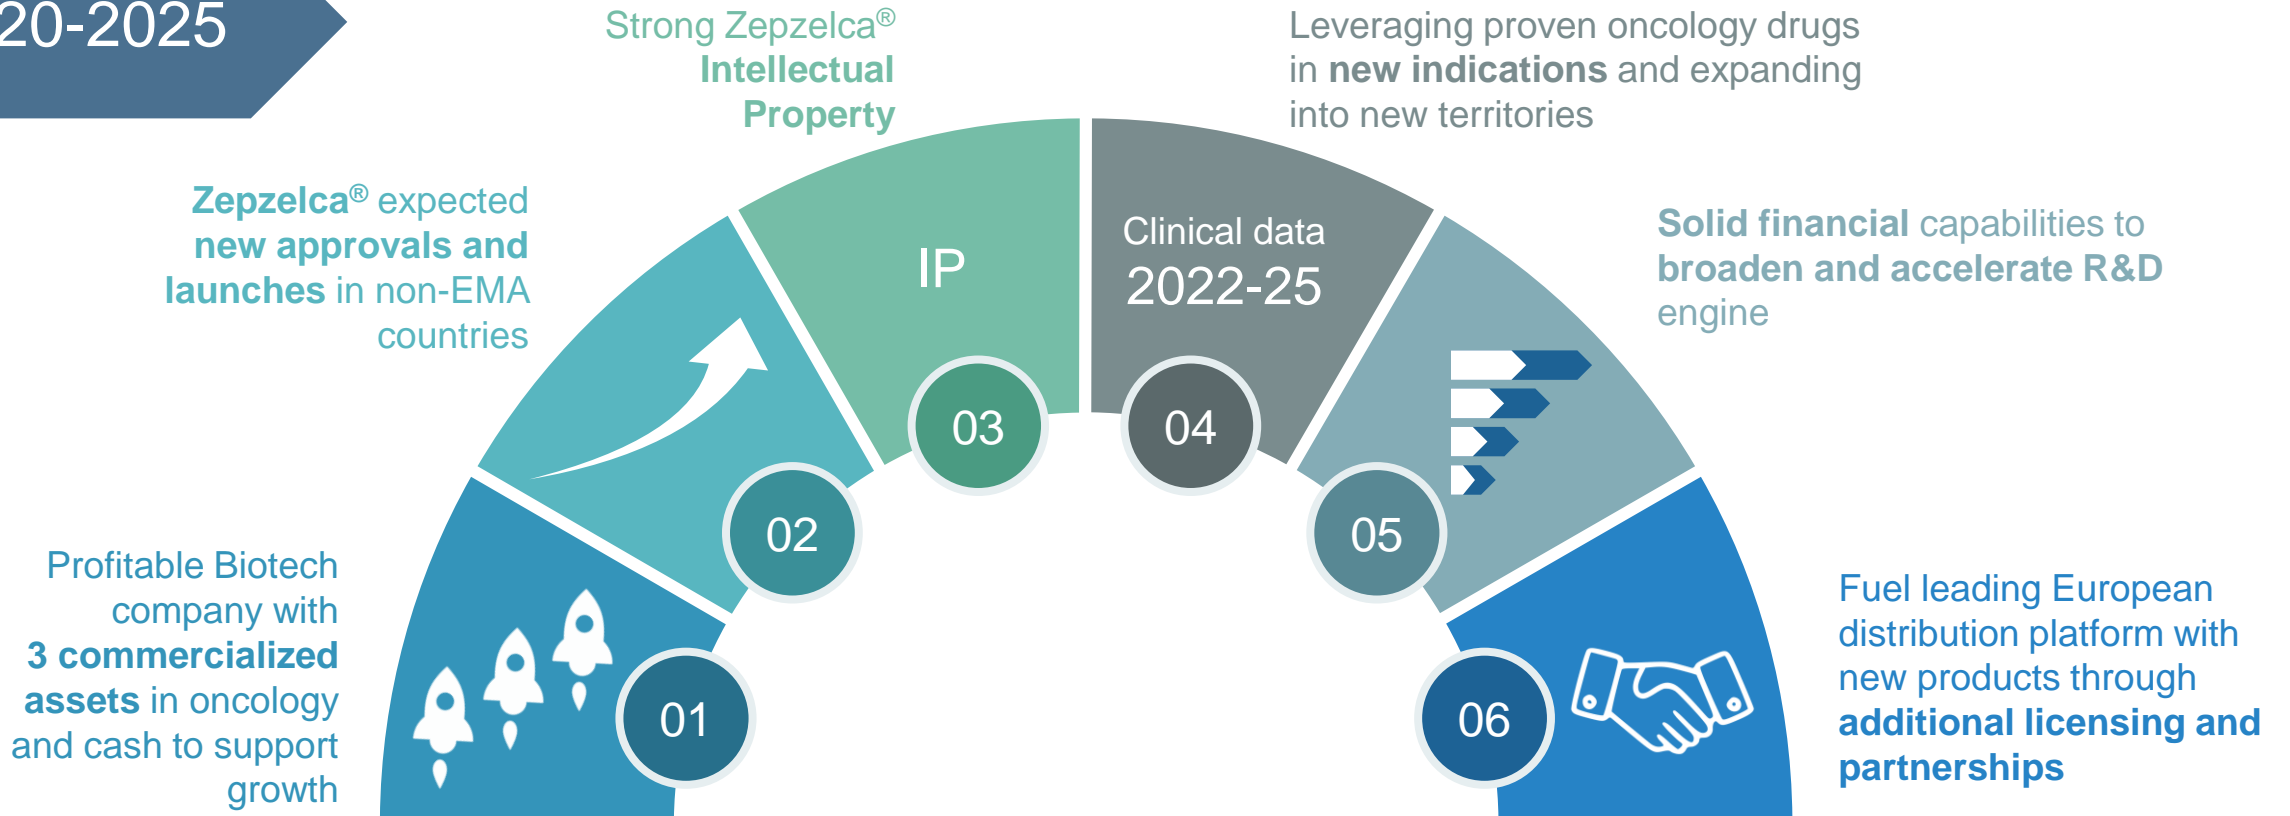 20-2025
Strong Zepzelca®
Intellectual
Property
Leveraging proven oncology drugs
in new indications and expanding
into new territories
Zepzelca® expected
new approvals and
launches in non-EMA
countries
IP
Clinical data
2022-25
Solid financial capabilities to
broaden and accelerate R&D
engine
03
04
02
05
Profitable Biotech
company with
3 commercialized
assets in oncology
and cash to support
growth
01
06
Fuel leading European
distribution platform with
new products through
additional licensing and
partnerships